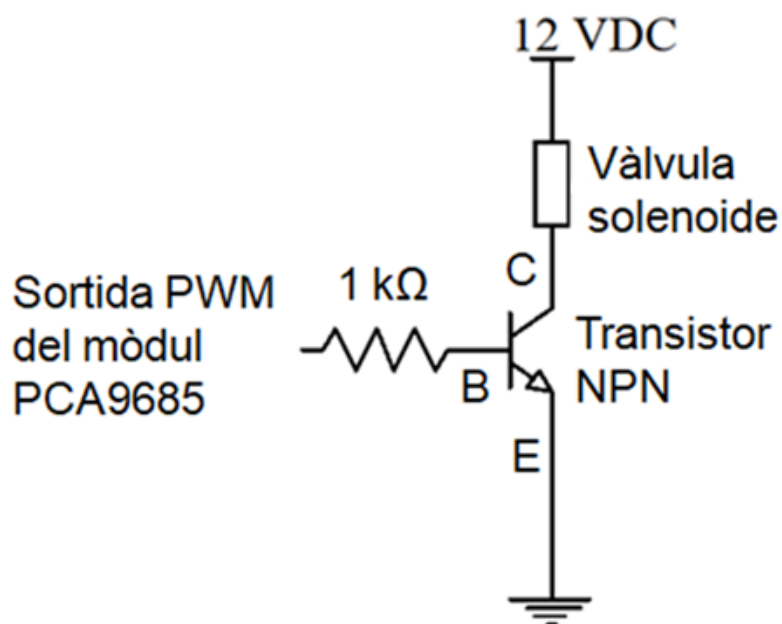 12 VDC
Vàlvula
solenoide
C
1 kΩ
Sortida PWM
del mòdul
PCA9685
Transistor
NPN
B
E